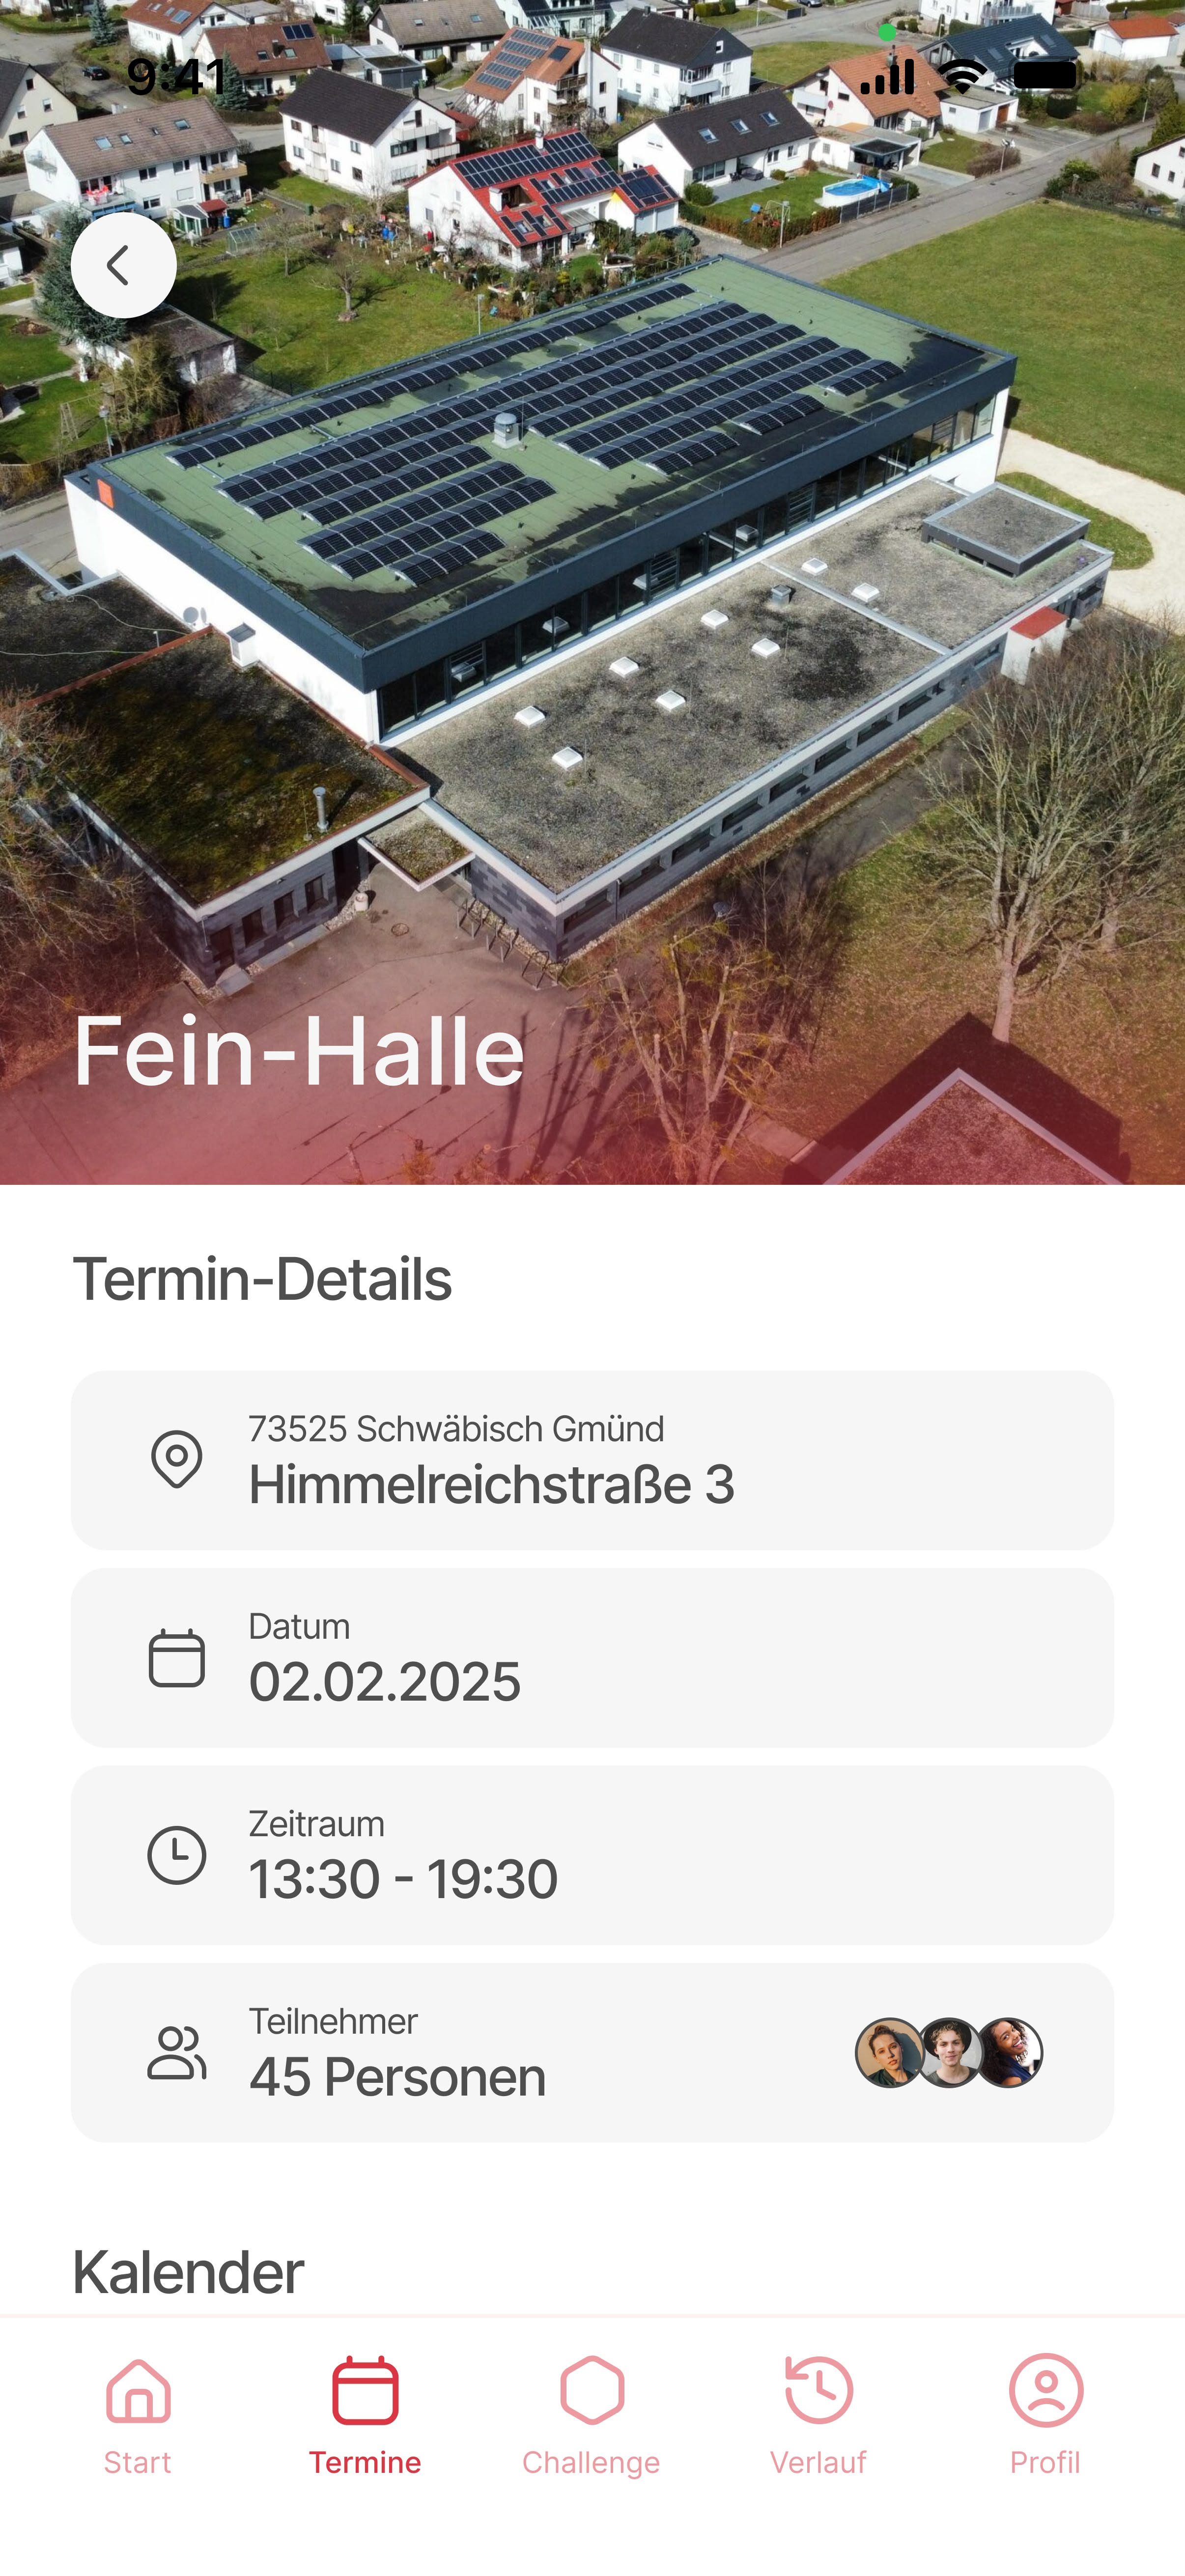 9:41
Fein-Halle
Termin-Details
73525 Schwäbisch Gmünd
Himmelreichstraße 3
Datum
02.02.2025
Zeitraum
13:30 - 19:30
Teilnehmer
45 Personen
Kalender
Start
Termine
Challenge
Verlauf
Profil